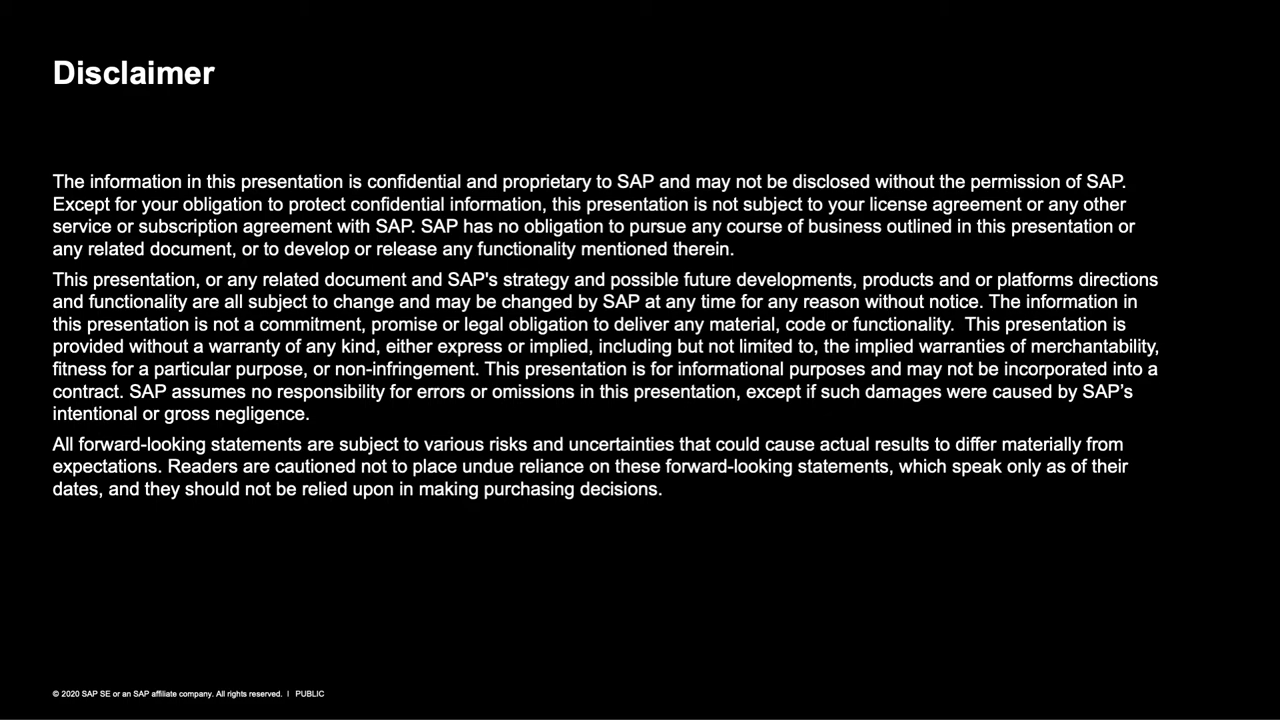 Disclaimer
The information in this presentation is confidential and proprietary to SAP and may not be disclosed without the permission of SAP.
Except for your obligation to protect confidential information, this presentation is not subject to your license agreement or any other
service or subscription agreement with SAP. SAP has no obligation to pursue any course of business outlined in this presentation or
any related document, or to develop or release any functionality mentioned therein.
This presentation, or any related document and SAP's strategy and possible future developments, products and or platforms directions
and functionality are all subject to change and may be changed by SAP at any time for any reason without notice. The information in
this presentation is not a commitment, promise or legal obligation to deliver any material, code or functionality.  This presentation is
provided without a warranty of any kind, either express or implied, including but not limited to, the implied warranties of merchantability,
fitness for a particular purpose, or non-infringement. This presentation is for informational purposes and may not be incorporated into a
contract. SAP assumes no responsibility for errors or omissions in this presentation, except if such damages were caused by SAP’s
intentional or gross negligence.
All forward-looking statements are subject to various risks and uncertainties that could cause actual results to differ materially from
expectations. Readers are cautioned not to place undue reliance on these forward-looking statements, which speak only as of their
dates, and they should not be relied upon in making purchasing decisions.
© 2020 SAP SE or an SAP affiliate company. All rights reserved. | PUBLIC